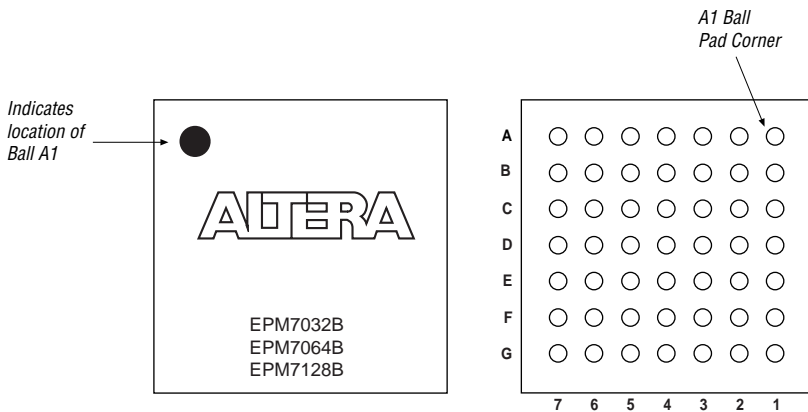 A1 Ball
Pad Corner
Indicates
location of
Ball A1
ALTERA
EPM7032B
EPM7064B
EPM7128B
A
B
C
D
E
F
G
7 6 5 4 3 2 1